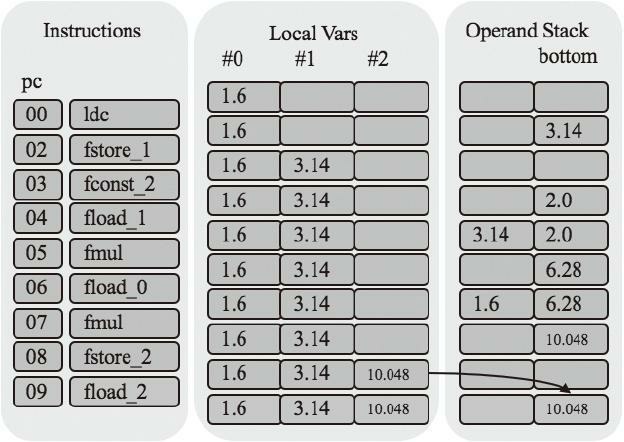 Instructions
Local Vars
Operand Stack
#0 #1 #2
bottom
pc
1.6
00 ldc
1.6 3.14
02 fstore_1
1.6 3.14
03 fconst_2
1.6 3.14 2.0
04 fload_1
1.6 3.14 3.14 2.0
05 fmul
1.6 3.14 6.28
06 fload_0
1.6 3.14 1.6 6.28
07 fmul
1.6 3.14 10.048
08 fstore_2
1.6 3.14 10.048
09 fload_2
1.6 3.14 10.048 10.048